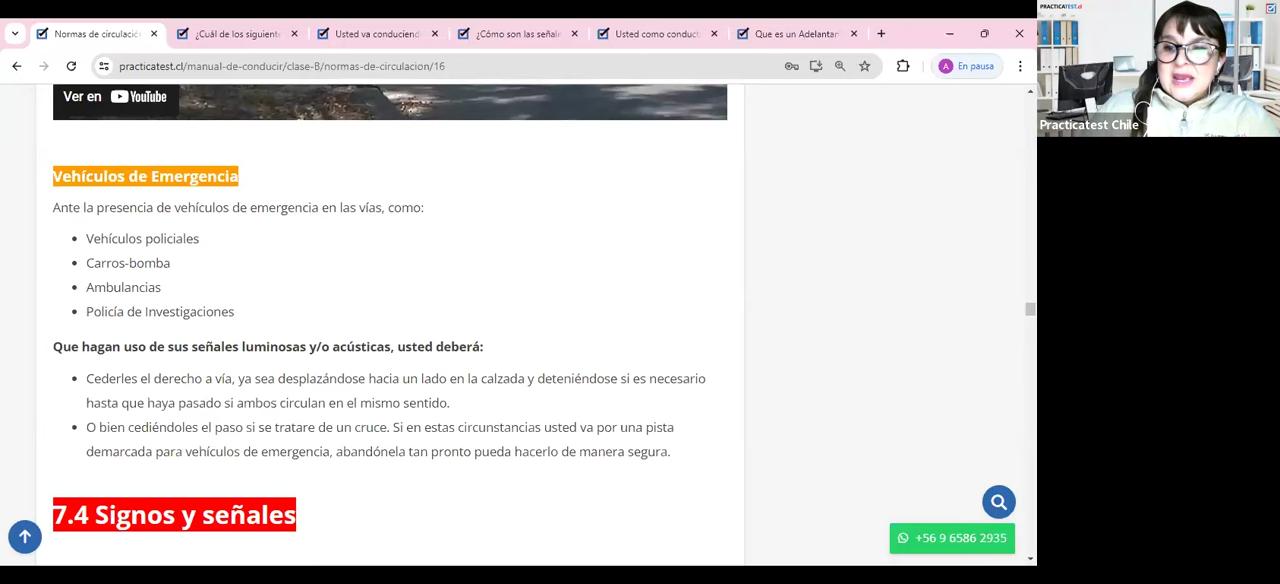 Normas de circulació
¿Cuál de los siguient
Usted va conduciend
¿Cómo son las señal
Usted como conduct
Que es un Adelantan
practicatest.cl/manual-de-conducir/clase-B/normas-de-circulacion/16
A En pausa
PRACTICATEST.cl
Practicatest Chile
Ver en YouTube
Vehículos de Emergencia
Ante la presencia de vehículos de emergencia en las vías, como:
Vehículos policiales
Carros-bomba
Ambulancias
Policía de Investigaciones
Que hagan uso de sus señales luminosas y/o acústicas, usted deberá:
Cederles el derecho a vía, ya sea desplazándose hacia un lado en la calzada y deteniéndose si es necesario
hasta que haya pasado si ambos circulan en el mismo sentido.
O bien cediéndoles el paso si se tratare de un cruce. Si en estas circunstancias usted va por una pista
demarcada para vehículos de emergencia, abandónela tan pronto pueda hacerlo de manera segura.
7.4 Signos y señales
+56 9 6586 2935